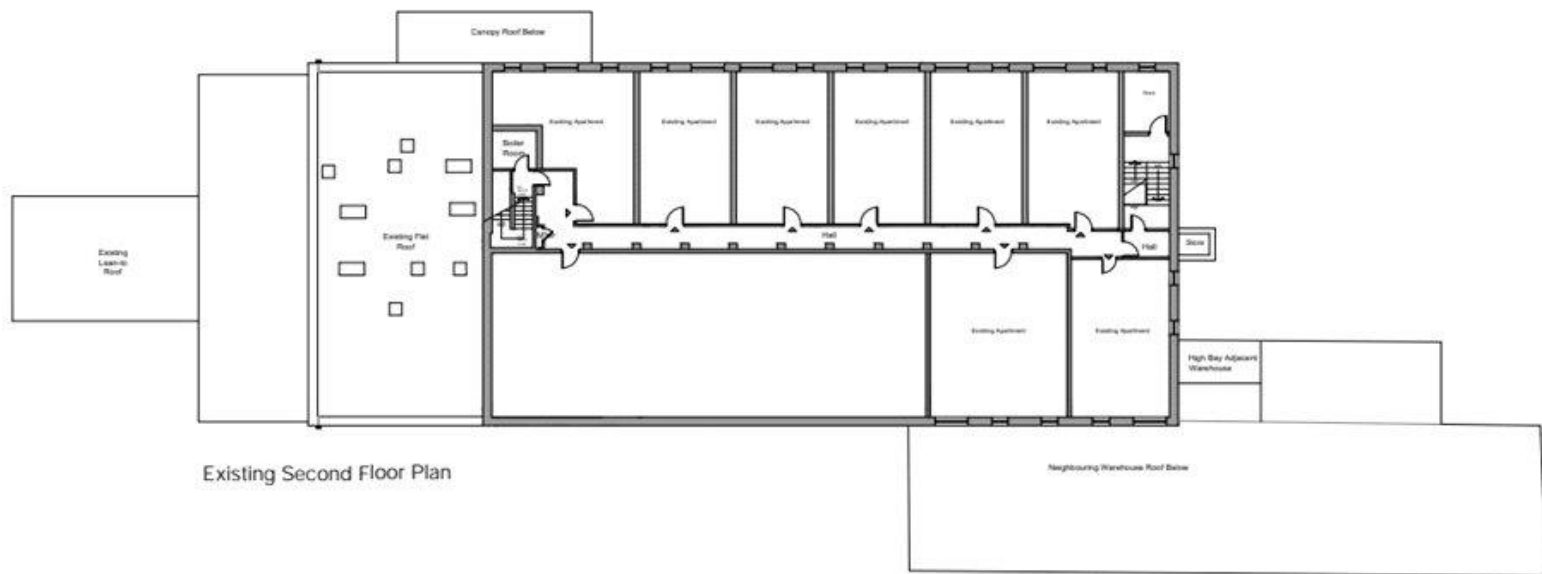 Canopy Roof Below
Existing Apartment
Existing Apartment
Existing Apartment
Existing Apartment
Existing Apartment
Existing Apartment
Store
Boiler
Room
Existing
Lean-to
Roof
Existing Flat
Roof
Hall
Hall
Store
Existing Apartment
Existing Apartment
High Bay Adjacent
Warehouse
Existing Second Floor Plan
Neighbouring Warehouse Roof Below